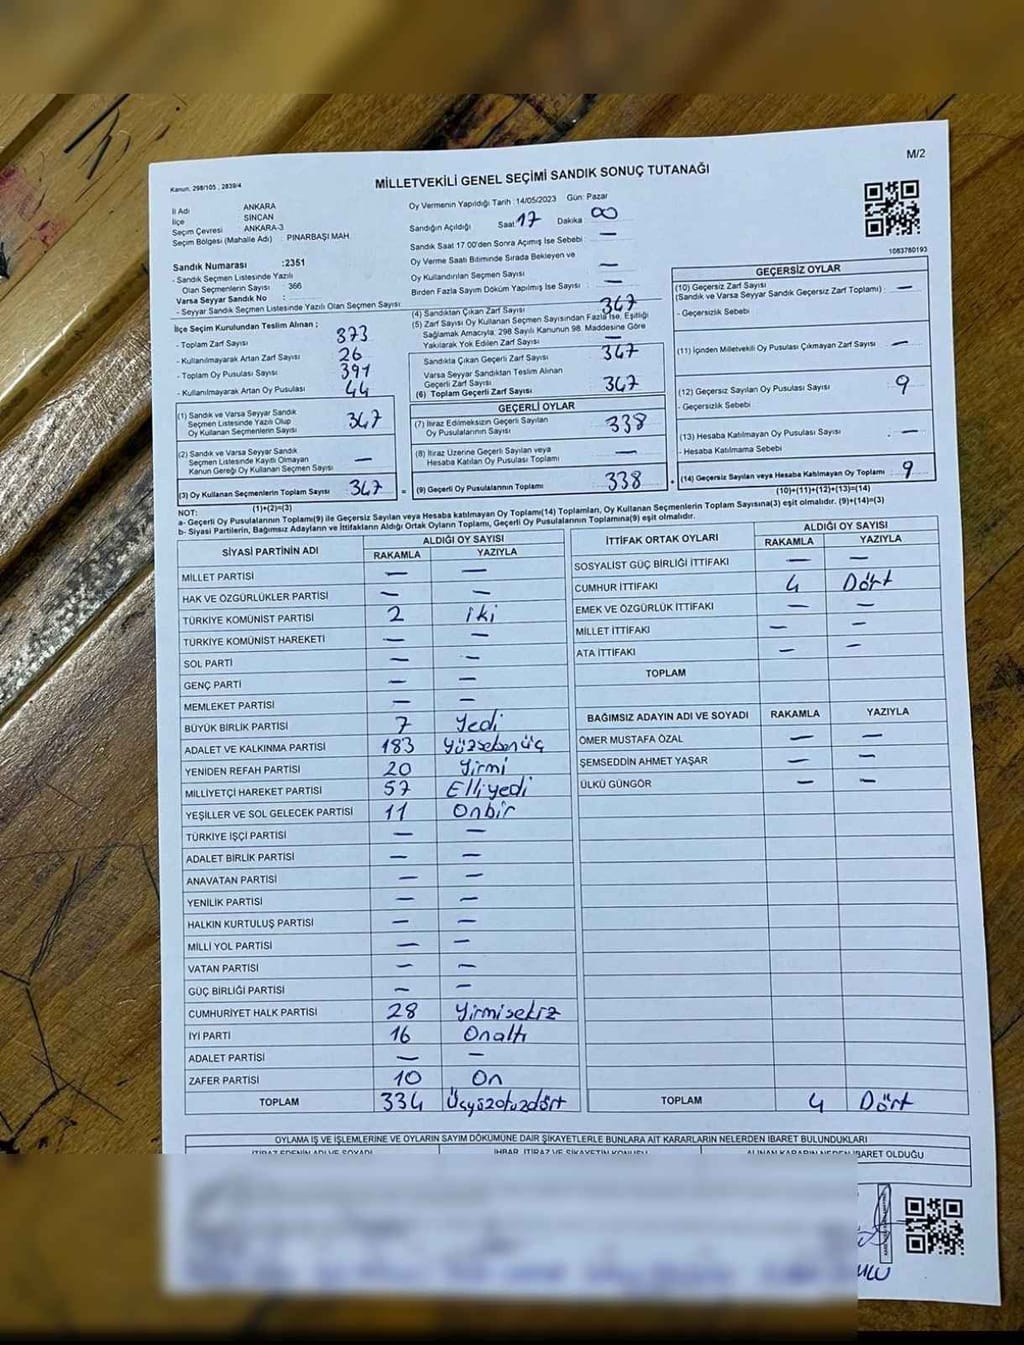 M/2
Kanun, 298/105 , 2839/4
MİLLETVEKİLİ GENEL SEÇİMİ SANDIK SONUÇ TUTANAĞI
İl Adı ANKARA
İlçe SİNCAN
Seçim Çevresi ANKARA-3
Seçim Bölgesi (Mahalle Adı) : PINARBAŞI MAH.
Sandık Numarası :2351
- Sandık Seçmen Listesinde Yazılı
Olan Seçmenlerin Sayısı : 366
Varsa Seyyar Sandık No :
- Seyyar Sandık Seçmen Listesinde Yazılı Olan Seçmen Sayısı:
Oy Vermenin Yapıldığı Tarih :14/05/2023 Gün: Pazar
Sandığın Açıldığı Saat 17 Dakika 00
Sandık Saat 17 00'den Sonra Açımış İse Sebebi : —
Oy Verme Saati Bitiminde Sırada Bekleyen ve
Oy Kullandırılan Seçmen Sayısı : —
Birden Fazla Sayım Döküm Yapılmış İse Sayısı : —
1063760193
İlçe Seçim Kurulundan Teslim Alınan ;
- Toplam Zarf Sayısı : 373
- Kullanılmayarak Artan Zarf Sayısı : 26
- Toplam Oy Pusulası Sayısı : 391
- Kullanılmayarak Artan Oy Pusulası : 44
(1) Sandık ve Varsa Seyyar Sandık
Seçmen Listesinde Yazılı Olup
Oy Kullanan Seçmenlerin Sayısı 347
(2) Sandık ve Varsa Seyyar Sandık
Seçmen Listesinde Kayıtlı Olmayan
Kanun Gereği Oy Kullanan Seçmen Sayısı —
(3) Oy Kullanan Seçmenlerin Toplam Sayısı 347
(1)+(2)=(3)
(4) Sandıktan Çıkan Zarf Sayısı : 347
(5) Zarf Sayısı Oy Kullanan Seçmen Sayısından Fazla İse, Eşitliği
Sağlamak Amacıyla, 298 Sayılı Kanunun 98. Maddesine Göre
Yakılarak Yok Edilen Zarf Sayısı : —
Sandıkta Çıkan Geçerli Zarf Sayısı : 347
Varsa Seyyar Sandıktan Teslim Alınan
Geçerli Zarf Sayısı :
(6) Toplam Geçerli Zarf Sayısı : 347
GEÇERLİ OYLAR
(7) İtiraz Edilmeksizin Geçerli Sayılan
Oy Pusulalarının Sayısı : 338
(8) İtiraz Üzerine Geçerli Sayılan veya
Hesaba Katılan Oy Pusulası Toplamı : —
= (9) Geçerli Oy Pusulalarının Toplamı 338
GEÇERSİZ OYLAR
(10) Geçersiz Zarf Sayısı
(Sandık ve Varsa Seyyar Sandık Geçersiz Zarf Toplamı) : —
- Geçersizlik Sebebi :
(11) İçinden Milletvekili Oy Pusulası Çıkmayan Zarf Sayısı : —
(12) Geçersiz Sayılan Oy Pusulası Sayısı : 9
- Geçersizlik Sebebi :
(13) Hesaba Katılmayan Oy Pusulası Sayısı : —
- Hesaba Katılmama Sebebi :
+ (14) Geçersiz Sayılan veya Hesaba Katılmayan Oy Toplamı : 9
(10)+(11)+(12)+(13)=(14)
NOT:
a- Geçerli Oy Pusulalarının Toplamı(9) ile Geçersiz Sayılan veya Hesaba katılmayan Oy Toplamı(14) Toplamları, Oy Kullanan Seçmenlerin Toplam Sayısına(3) eşit olmalıdır. (9)+(14)=(3)
b- Siyasi Partilerin, Bağımsız Adayların ve İttifakların Aldığı Ortak Oyların Toplamı, Geçerli Oy Pusulalarının Toplamına(9) eşit olmalıdır.
SİYASİ PARTİNİN ADI ALDIĞI OY SAYISI
RAKAMLA YAZIYLA
MİLLET PARTİSİ — —
HAK VE ÖZGÜRLÜKLER PARTİSİ — —
TÜRKİYE KOMÜNİST PARTİSİ 2 iki
TÜRKİYE KOMÜNİST HAREKETİ — —
SOL PARTİ — —
GENÇ PARTİ — —
MEMLEKET PARTİSİ — —
BÜYÜK BİRLİK PARTİSİ 7 Yedi
ADALET VE KALKINMA PARTİSİ 183 Yüzseksenüç
YENİDEN REFAH PARTİSİ 20 Yirmi
MİLLİYETÇİ HAREKET PARTİSİ 57 Elliyedi
YEŞİLLER VE SOL GELECEK PARTİSİ 11 Onbir
TÜRKİYE İŞÇİ PARTİSİ — —
ADALET BİRLİK PARTİSİ — —
ANAVATAN PARTİSİ — —
YENİLİK PARTİSİ — —
HALKIN KURTULUŞ PARTİSİ — —
MİLLİ YOL PARTİSİ — —
VATAN PARTİSİ — —
GÜÇ BİRLİĞİ PARTİSİ — —
CUMHURİYET HALK PARTİSİ 28 Yirmisekiz
İYİ PARTİ 16 Onaltı
ADALET PARTİSİ — —
ZAFER PARTİSİ 10 On
TOPLAM 334 Üçyüzotuzdört
İTTİFAK ORTAK OYLARI ALDIĞI OY SAYISI
RAKAMLA YAZIYLA
SOSYALİST GÜÇ BİRLİĞİ İTTİFAKI — —
CUMHUR İTTİFAKI 4 Dört
EMEK VE ÖZGÜRLÜK İTTİFAKI — —
MİLLET İTTİFAKI — —
ATA İTTİFAKI — —
TOPLAM
BAĞIMSIZ ADAYIN ADI VE SOYADI RAKAMLA YAZIYLA
ÖMER MUSTAFA ÖZAL — —
ŞEMSEDDİN AHMET YAŞAR — —
ÜLKÜ GÜNGÖR — —
TOPLAM 4 Dört
OYLAMA İŞ VE İŞLEMLERİNE VE OYLARIN SAYIM DÖKÜMÜNE DAİR ŞİKAYETLERLE BUNLARA AİT KARARLARIN NELERDEN İBARET BULUNDUKLARI
İTİRAZ EDENİN ADI VE SOYADI İHBAR, İTİRAZ VE ŞİKAYETİN KONUSU ALINAN KARARIN NEDEN İBARET OLDUĞU